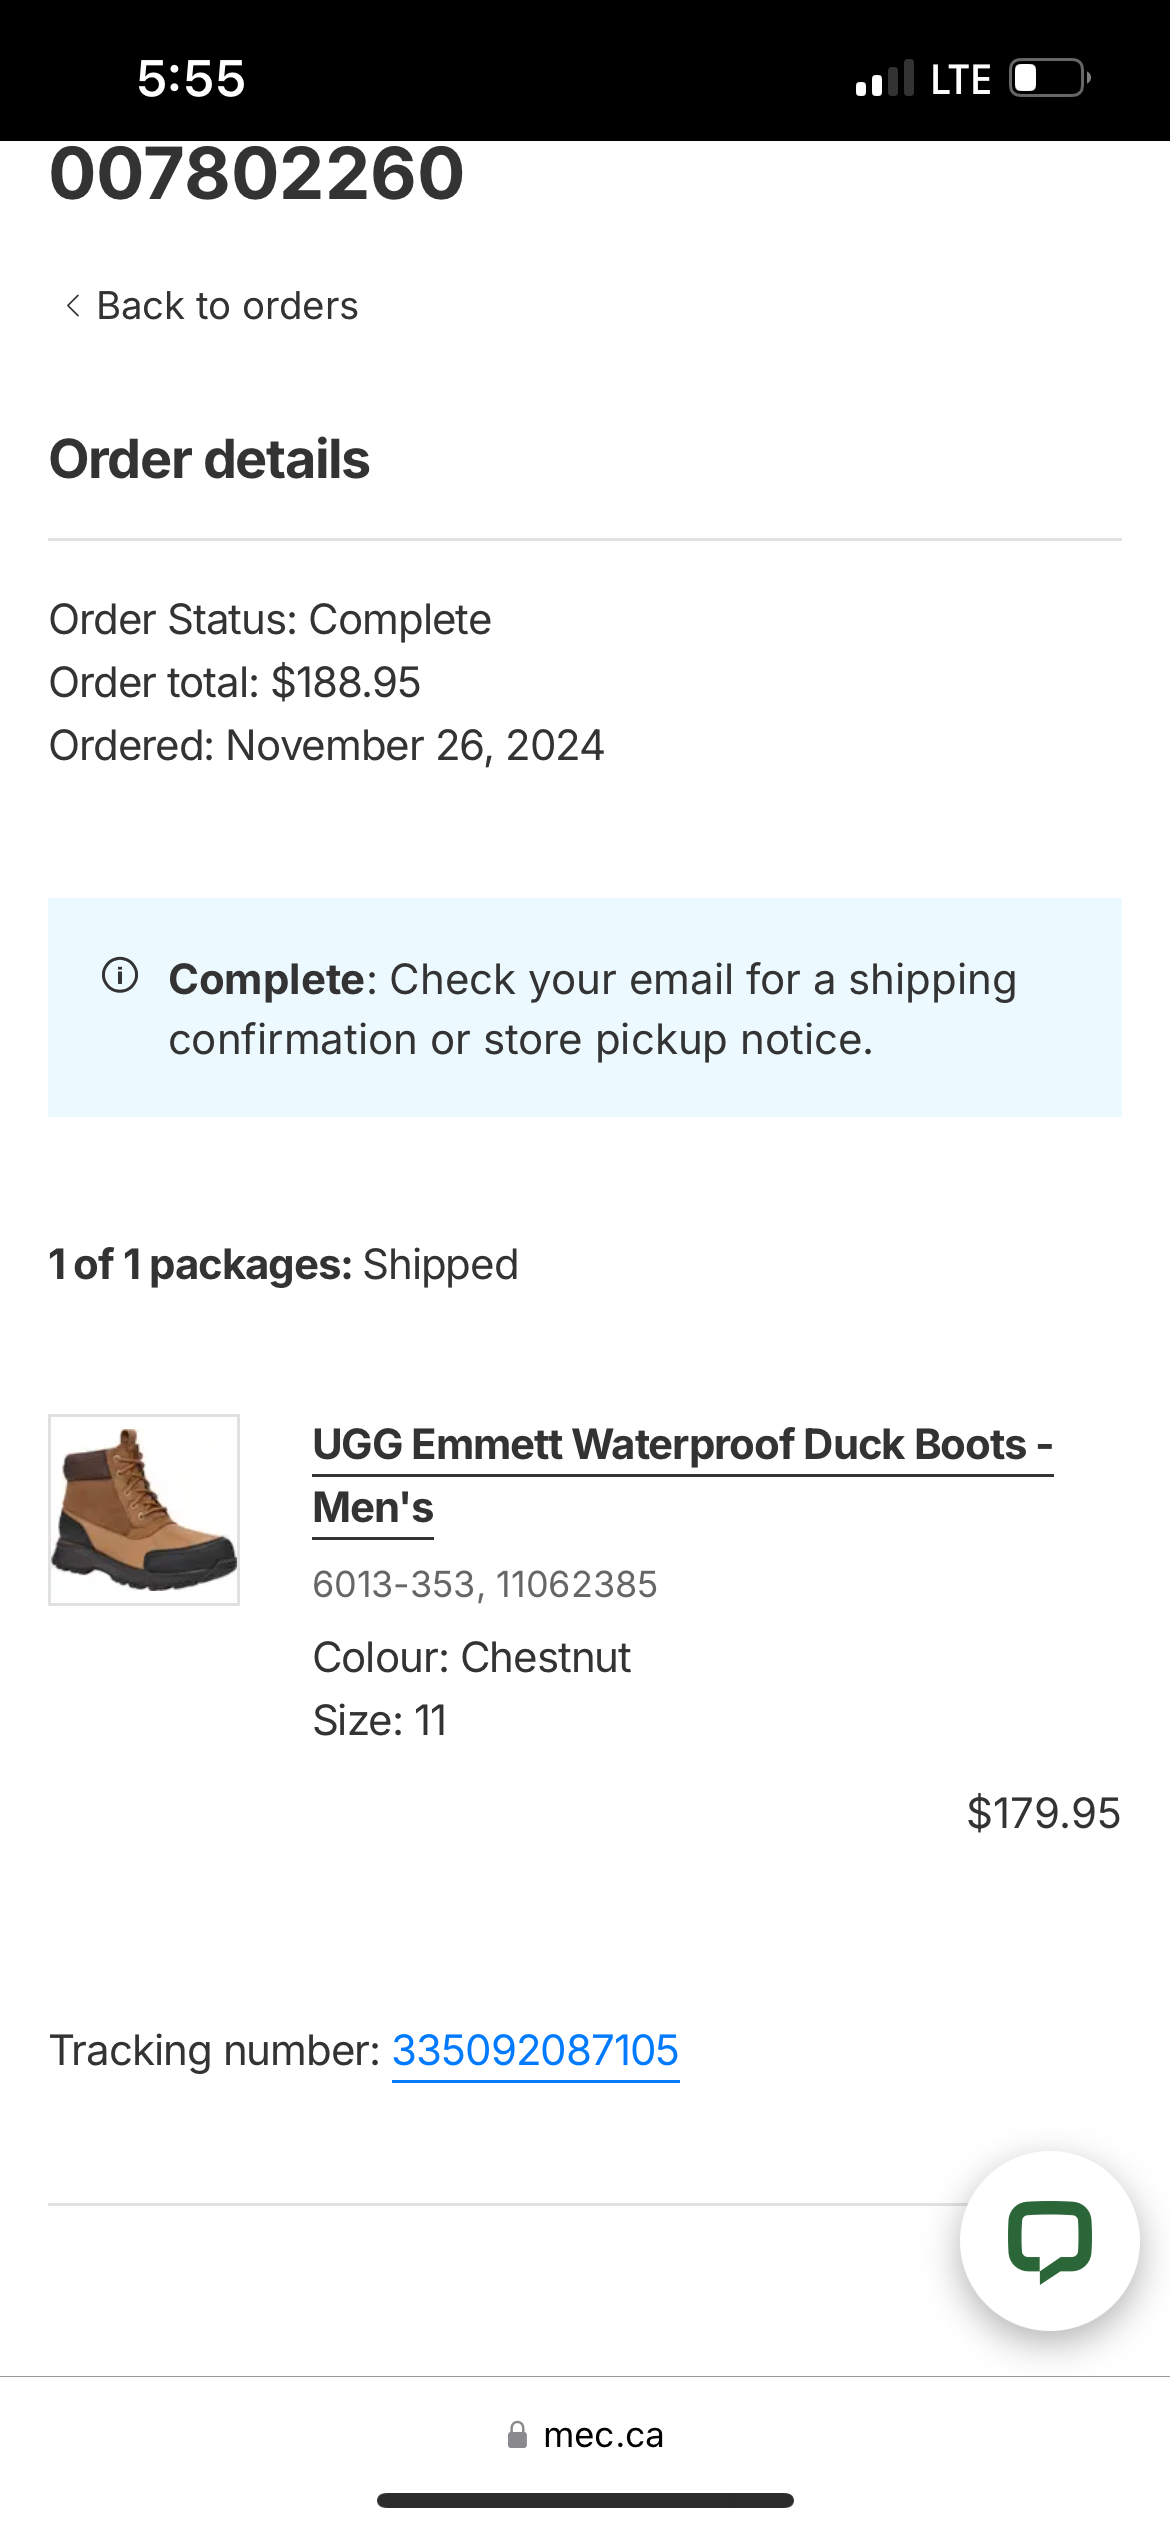 5:55
LTE
007802260
Back to orders
Order details
Order Status: Complete
Order total: $188.95
Ordered: November 26, 2024
Complete: Check your email for a shipping
confirmation or store pickup notice.
1 of 1 packages: Shipped
UGG Emmett Waterproof Duck Boots -
Men's
6013-353, 11062385
Colour: Chestnut
Size: 11
$179.95
Tracking number: 335092087105
mec.ca